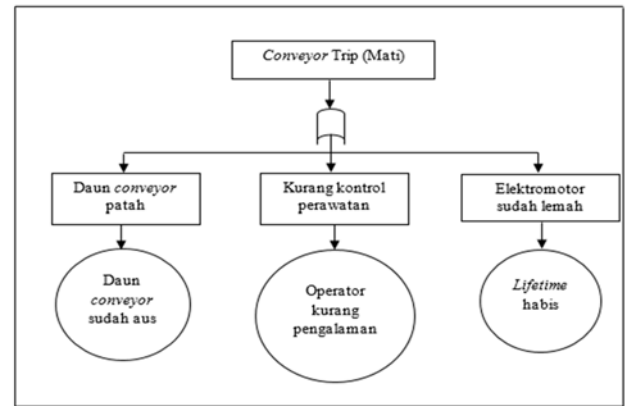 Conveyor Trip (Mati)
Daun conveyor
patah
Kurang kontrol
perawatan
Elektromotor
sudah lemah
Daun
conveyor
sudah aus
Operator
kurang
pengalaman
Lifetime
habis